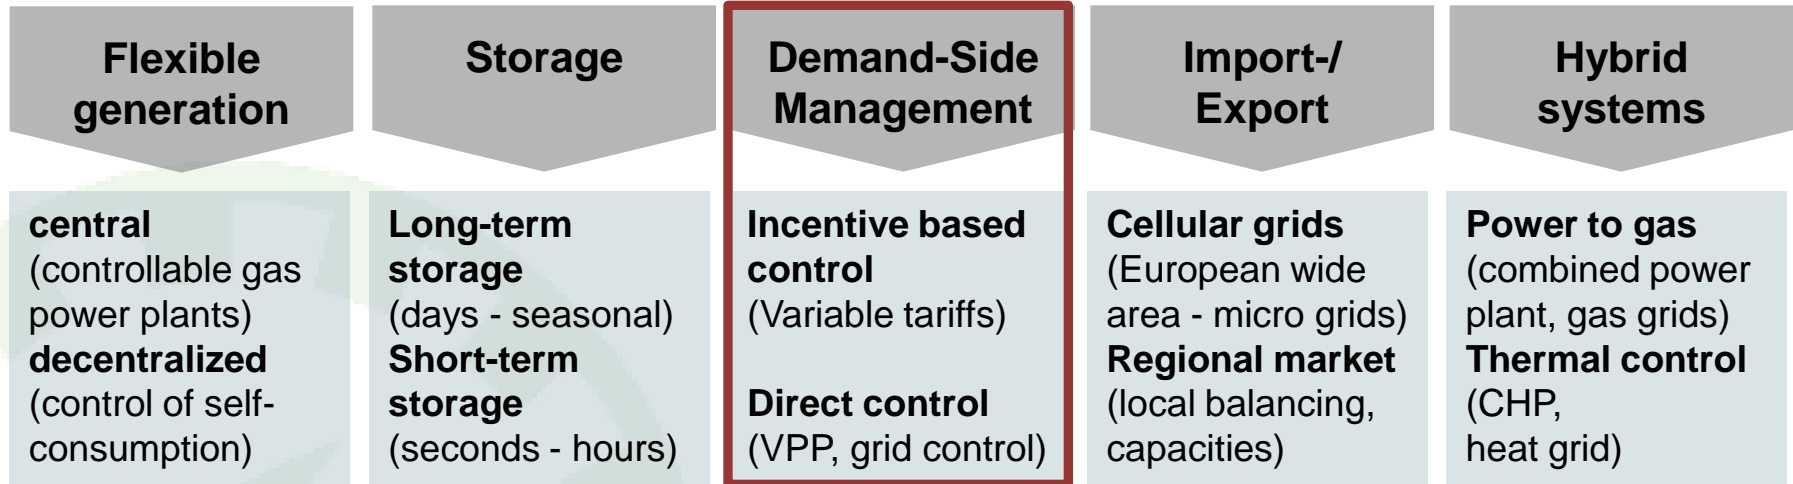 Flexible
generation
Storage
Demand-Side
Management
Import-/
Export
Hybrid
systems
central
(controllable gas
power plants)
decentralized
(control of self-
consumption)
Long-term
storage
(days - seasonal)
Short-term
storage
(seconds - hours)
Incentive based
control
(Variable tariffs)
Direct control
(VPP, grid control)
Cellular grids
(European wide
area - micro grids)
Regional market
(local balancing,
capacities)
Power to gas
(combined power
plant, gas grids)
Thermal control
(CHP,
heat grid)